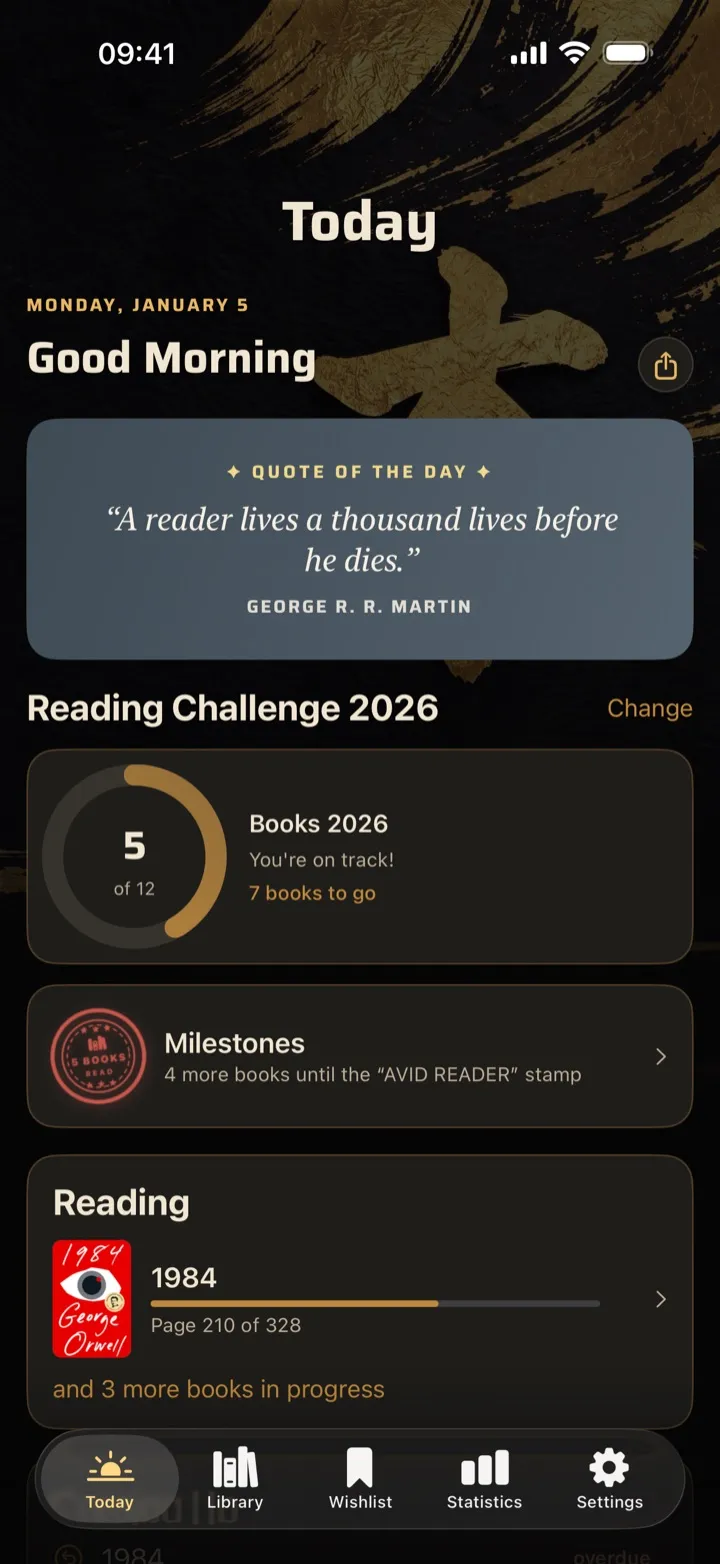 09:41
Today
MONDAY, JANUARY 5
Good Morning
✦ QUOTE OF THE DAY ✦
“A reader lives a thousand lives before
he dies.”
GEORGE R. R. MARTIN
Reading Challenge 2026
Change
5
of 12
Books 2026
You're on track!
7 books to go
5 BOOKS
READ
Milestones
4 more books until the “AVID READER” stamp
Reading
1984
George
Orwell
1984
Page 210 of 328
and 3 more books in progress
Today
Library
Wishlist
Statistics
Settings
1984
overdue